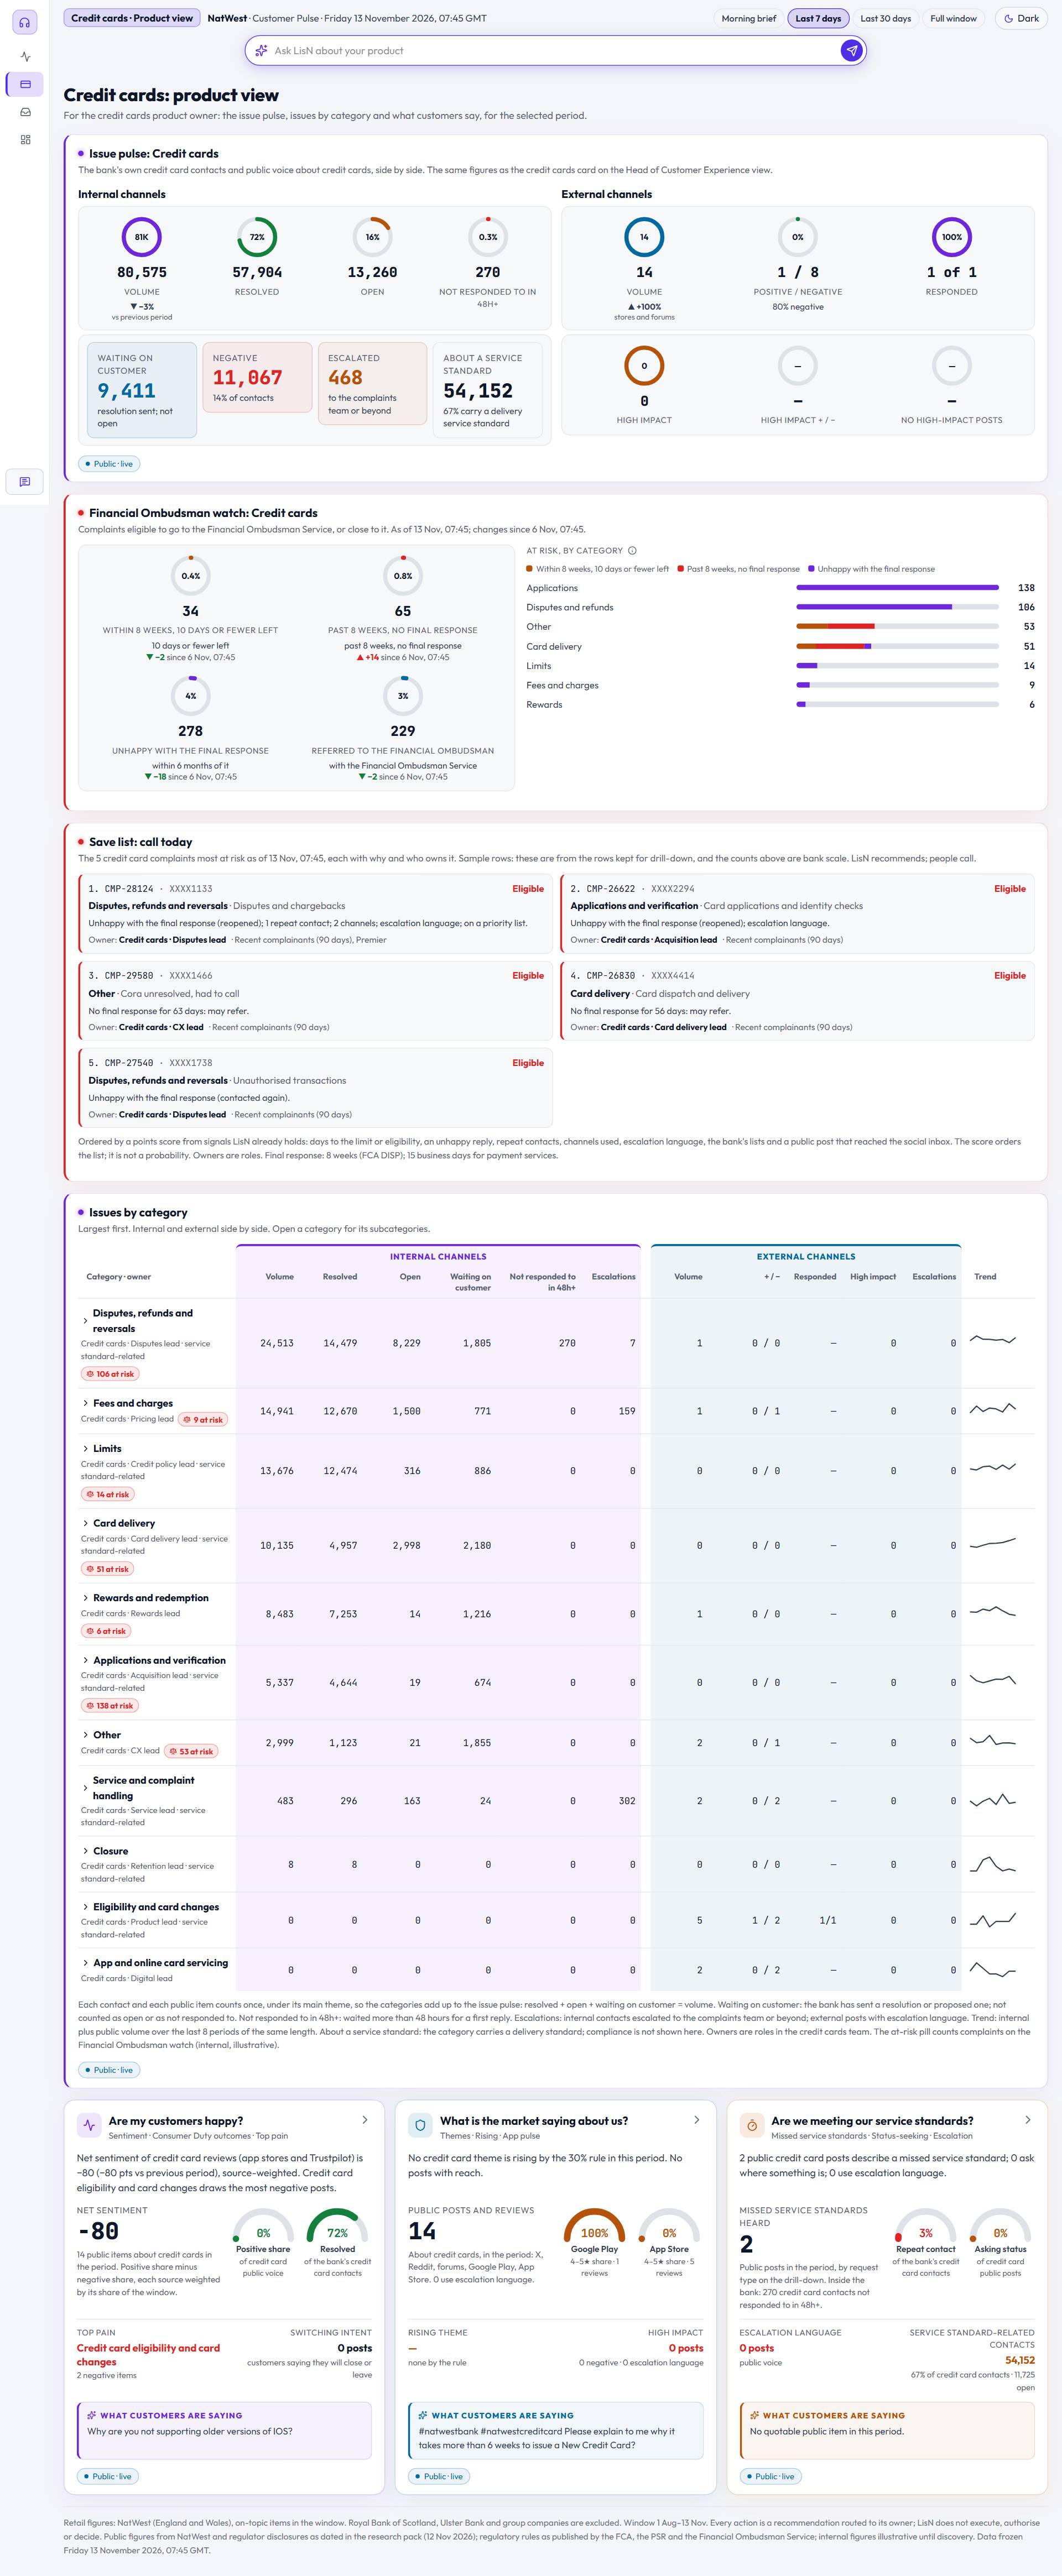 Credit cards · Product view
NatWest · Customer Pulse · Friday 13 November 2026, 07:45 GMT
Morning brief
Last 7 days
Last 30 days
Full window
Dark
Ask LisN about your product
Credit cards: product view
For the credit cards product owner: the issue pulse, issues by category and what customers say, for the selected period.
Issue pulse: Credit cards
The bank's own credit card contacts and public voice about credit cards, side by side. The same figures as the credit cards card on the Head of Customer Experience view.
Internal channels
81K
72%
16%
0.3%
80,575
57,904
13,260
270
VOLUME
RESOLVED
OPEN
NOT RESPONDED TO IN
48H+
▼ −3%
vs previous period
WAITING ON
CUSTOMER
9,411
resolution sent; not
open
NEGATIVE
11,067
14% of contacts
ESCALATED
468
to the complaints
team or beyond
ABOUT A SERVICE
STANDARD
54,152
67% carry a delivery
service standard
External channels
14
0%
100%
14
1 / 8
1 of 1
VOLUME
POSITIVE / NEGATIVE
RESPONDED
▲ +100%
80% negative
stores and forums
0
–
–
0
–
–
HIGH IMPACT
HIGH IMPACT + / −
NO HIGH-IMPACT POSTS
Public · live
Financial Ombudsman watch: Credit cards
Complaints eligible to go to the Financial Ombudsman Service, or close to it. As of 13 Nov, 07:45; changes since 6 Nov, 07:45.
0.4%
0.8%
34
65
WITHIN 8 WEEKS, 10 DAYS OR FEWER LEFT
PAST 8 WEEKS, NO FINAL RESPONSE
10 days or fewer left
past 8 weeks, no final response
▼ −2 since 6 Nov, 07:45
▲ +14 since 6 Nov, 07:45
4%
3%
278
229
UNHAPPY WITH THE FINAL RESPONSE
REFERRED TO THE FINANCIAL OMBUDSMAN
within 6 months of it
with the Financial Ombudsman Service
▼ −18 since 6 Nov, 07:45
▼ −2 since 6 Nov, 07:45
AT RISK, BY CATEGORY
Within 8 weeks, 10 days or fewer left
Past 8 weeks, no final response
Unhappy with the final response
Applications 138
Disputes and refunds 106
Other 53
Card delivery 51
Limits 14
Fees and charges 9
Rewards 6
Save list: call today
The 5 credit card complaints most at risk as of 13 Nov, 07:45, each with why and who owns it. Sample rows: these are from the rows kept for drill-down, and the counts above are bank scale. LisN recommends; people call.
1. CMP-28124 · XXXX1133 Eligible
Disputes, refunds and reversals · Disputes and chargebacks
Unhappy with the final response (reopened); 1 repeat contact; 2 channels; escalation language; on a priority list.
Owner: Credit cards · Disputes lead · Recent complainants (90 days), Premier
2. CMP-26622 · XXXX2294 Eligible
Applications and verification · Card applications and identity checks
Unhappy with the final response (reopened); escalation language.
Owner: Credit cards · Acquisition lead · Recent complainants (90 days)
3. CMP-29580 · XXXX1466 Eligible
Other · Cora unresolved, had to call
No final response for 63 days: may refer.
Owner: Credit cards · CX lead · Recent complainants (90 days)
4. CMP-26830 · XXXX4414 Eligible
Card delivery · Card dispatch and delivery
No final response for 56 days: may refer.
Owner: Credit cards · Card delivery lead · Recent complainants (90 days)
5. CMP-27540 · XXXX1738 Eligible
Disputes, refunds and reversals · Unauthorised transactions
Unhappy with the final response (contacted again).
Owner: Credit cards · Disputes lead · Recent complainants (90 days)
Ordered by a points score from signals LisN already holds: days to the limit or eligibility, an unhappy reply, repeat contacts, channels used, escalation language, the bank's lists and a public post that reached the social inbox. The score orders
the list; it is not a probability. Owners are roles. Final response: 8 weeks (FCA DISP); 15 business days for payment services.
Issues by category
Largest first. Internal and external side by side. Open a category for its subcategories.
INTERNAL CHANNELS
EXTERNAL CHANNELS
Category · owner Volume Resolved Open Waiting on customer Not responded to in 48h+ Escalations Volume + / − Responded High impact Escalations Trend
Disputes, refunds and
reversals
Credit cards · Disputes lead · service
standard-related
24,513 14,479 8,229 1,805 270 7 1 0 / 0 – 0 0
106 at risk
Fees and charges
Credit cards · Pricing lead 9 at risk
14,941 12,670 1,500 771 0 159 1 0 / 1 – 0 0
Limits
Credit cards · Credit policy lead · service
standard-related
13,676 12,474 316 886 0 0 0 0 / 0 – 0 0
14 at risk
Card delivery
Credit cards · Card delivery lead · service
standard-related
10,135 4,957 2,998 2,180 0 0 0 0 / 0 – 0 0
51 at risk
Rewards and redemption
Credit cards · Rewards lead
8,483 7,253 14 1,216 0 0 1 0 / 0 – 0 0
6 at risk
Applications and verification
Credit cards · Acquisition lead · service
standard-related
5,337 4,644 19 674 0 0 0 0 / 0 – 0 0
138 at risk
Other
Credit cards · CX lead 53 at risk
2,999 1,123 21 1,855 0 0 2 0 / 1 – 0 0
Service and complaint
handling
Credit cards · Service lead · service
standard-related
483 296 163 24 0 302 2 0 / 2 – 0 0
Closure
Credit cards · Retention lead · service
standard-related
8 8 0 0 0 0 0 0 / 0 – 0 0
Eligibility and card changes
Credit cards · Product lead · service
standard-related
0 0 0 0 0 0 5 1 / 2 1/1 0 0
App and online card servicing
Credit cards · Digital lead
0 0 0 0 0 0 2 0 / 2 – 0 0
Each contact and each public item counts once, under its main theme, so the categories add up to the issue pulse: resolved + open + waiting on customer = volume. Waiting on customer: the bank has sent a resolution or proposed one; not
counted as open or as not responded to. Not responded to in 48h+: waited more than 48 hours for a first reply. Escalations: internal contacts escalated to the complaints team or beyond; external posts with escalation language. Trend: internal
plus public volume over the last 8 periods of the same length. About a service standard: the category carries a delivery standard; compliance is not shown here. Owners are roles in the credit cards team. The at-risk pill counts complaints on the
Financial Ombudsman watch (internal, illustrative).
Public · live
Are my customers happy?
Sentiment · Consumer Duty outcomes · Top pain
Net sentiment of credit card reviews (app stores and Trustpilot) is
−80 (−80 pts vs previous period), source-weighted. Credit card
eligibility and card changes draws the most negative posts.
NET SENTIMENT
-80
14 public items about credit cards in
the period. Positive share minus
negative share, each source weighted
by its share of the window.
0%
Positive share
of credit card
public voice
72%
Resolved
of the bank's credit
card contacts
TOP PAIN
Credit card eligibility and card
changes
2 negative items
SWITCHING INTENT
0 posts
customers saying they will close or
leave
WHAT CUSTOMERS ARE SAYING
Why are you not supporting older versions of IOS?
Public · live
What is the market saying about us?
Themes · Rising · App pulse
No credit card theme is rising by the 30% rule in this period. No
posts with reach.
PUBLIC POSTS AND REVIEWS
14
About credit cards, in the period: X,
Reddit, forums, Google Play, App
Store. 0 use escalation language.
100%
Google Play
4–5★ share · 1
reviews
0%
App Store
4–5★ share · 5
reviews
RISING THEME
–
none by the rule
HIGH IMPACT
0 posts
0 negative · 0 escalation language
WHAT CUSTOMERS ARE SAYING
#natwestbank #natwestcreditcard Please explain to me why it
takes more than 6 weeks to issue a New Credit Card?
Public · live
Are we meeting our service standards?
Missed service standards · Status-seeking · Escalation
2 public credit card posts describe a missed service standard; 0 ask
where something is; 0 use escalation language.
MISSED SERVICE STANDARDS
HEARD
2
Public posts in the period, by request
type on the drill-down. Inside the
bank: 270 credit card contacts not
responded to in 48h+.
3%
Repeat contact
of the bank's credit
card contacts
0%
Asking status
of credit card
public posts
ESCALATION LANGUAGE
0 posts
public voice
SERVICE STANDARD-RELATED
CONTACTS
54,152
67% of credit card contacts · 11,725
open
WHAT CUSTOMERS ARE SAYING
No quotable public item in this period.
Public · live
Retail figures: NatWest (England and Wales), on-topic items in the window. Royal Bank of Scotland, Ulster Bank and group companies are excluded. Window 1 Aug–13 Nov. Every action is a recommendation routed to its owner; LisN does not execute, authorise
or decide. Public figures from NatWest and regulator disclosures as dated in the research pack (12 Nov 2026); regulatory rules as published by the FCA, the PSR and the Financial Ombudsman Service; internal figures illustrative until discovery. Data frozen
Friday 13 November 2026, 07:45 GMT.